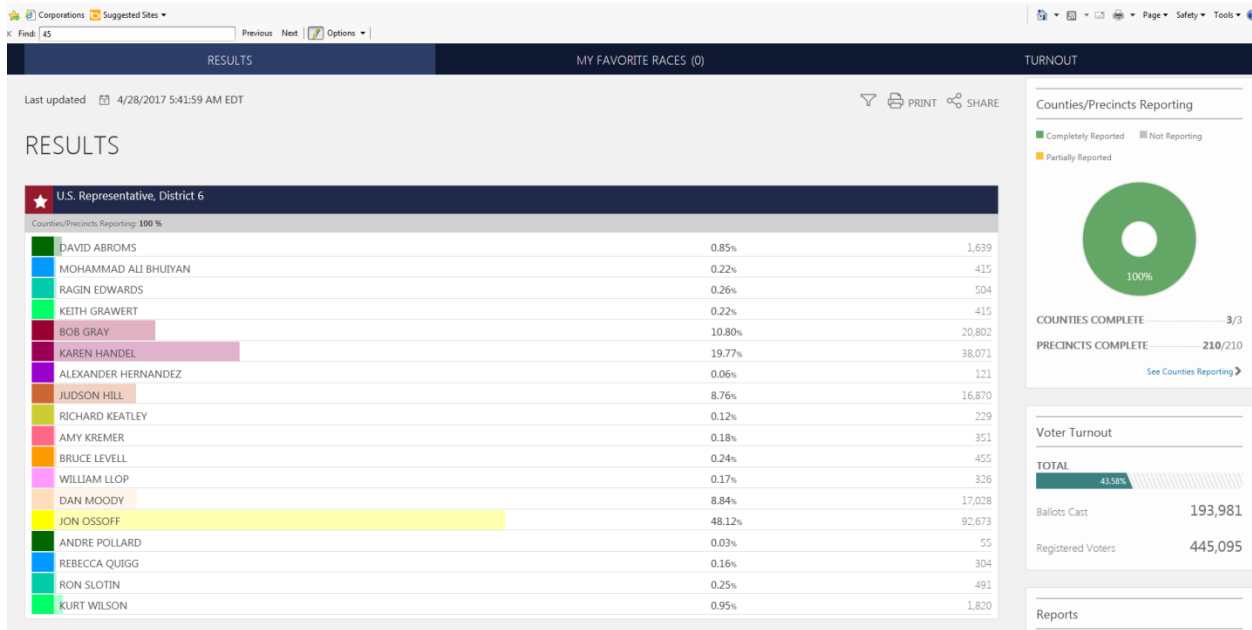 Corporations Suggested Sites Page Safety Tools
Find: 45 Previous Next Options
RESULTS MY FAVORITE RACES (0) TURNOUT
Last updated 4/28/2017 5:41:59 AM EDT PRINT SHARE
RESULTS
U.S. Representative, District 6
Counties/Precincts Reporting: 100 %
DAVID ABROMS 0.85% 1,639
MOHAMMAD ALI BHUIYAN 0.22% 415
RAGIN EDWARDS 0.26% 504
KEITH GRAWERT 0.22% 415
BOB GRAY 10.80% 20,802
KAREN HANDEL 19.77% 38,071
ALEXANDER HERNANDEZ 0.06% 121
JUDSON HILL 8.76% 16,870
RICHARD KEATLEY 0.12% 229
AMY KREMER 0.18% 351
BRUCE LEVELL 0.24% 455
WILLIAM LLOP 0.17% 326
DAN MOODY 8.84% 17,028
JON OSSOFF 48.12% 92,673
ANDRE POLLARD 0.03% 55
REBECCA QUIGG 0.16% 304
RON SLOTIN 0.25% 491
KURT WILSON 0.95% 1,820
Counties/Precincts Reporting
Completely Reported Not Reporting
Partially Reported
100%
COUNTIES COMPLETE 3/3
PRECINCTS COMPLETE 210/210
See Counties Reporting
Voter Turnout
TOTAL
43.58%
Ballots Cast 193,981
Registered Voters 445,095
Reports